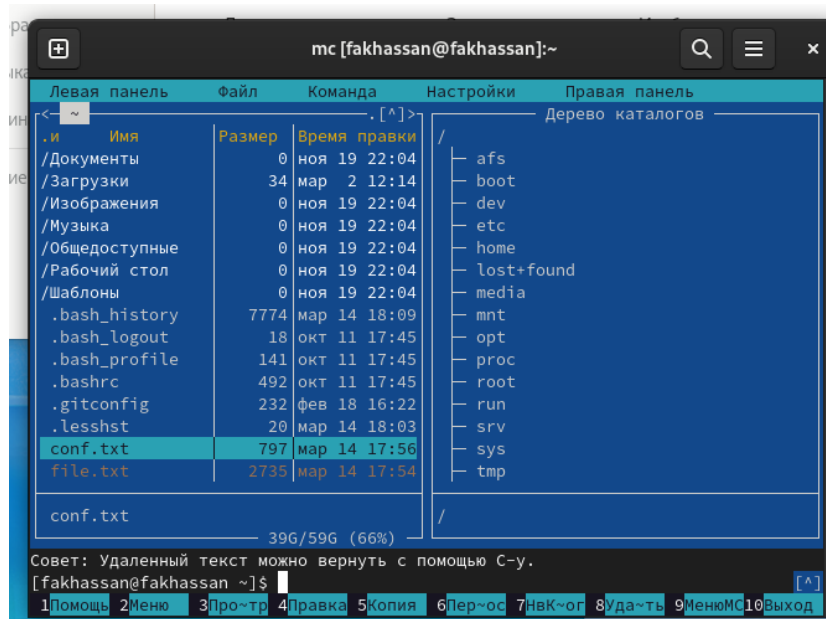 mc [fakhassan@fakhassan]:~
Левая панель Файл Команда Настройки Правая панель
<— ~ .[^]> Дерево каталогов
.и Имя Размер Время правки /
/Документы 0 ноя 19 22:04 afs
/Загрузки 34 мар 2 12:14 boot
/Изображения 0 ноя 19 22:04 dev
/Музыка 0 ноя 19 22:04 etc
/Общедоступные 0 ноя 19 22:04 home
/Рабочий стол 0 ноя 19 22:04 lost+found
/Шаблоны 0 ноя 19 22:04 media
.bash_history 7774 мар 14 18:09 mnt
.bash_logout 18 окт 11 17:45 opt
.bash_profile 141 окт 11 17:45 proc
.bashrc 492 окт 11 17:45 root
.gitconfig 232 фев 18 16:22 run
.lesshst 20 мар 14 18:03 srv
conf.txt 797 мар 14 17:56 sys
file.txt 2735 мар 14 17:54 tmp
conf.txt /
39G/59G (66%)
Совет: Удаленный текст можно вернуть с помощью C-y.
[fakhassan@fakhassan ~]$ [^]
1Помощь 2Меню 3Про~тр 4Правка 5Копия 6Пер~ос 7НвК~ог 8Уда~ть 9МенюMC 10Выход